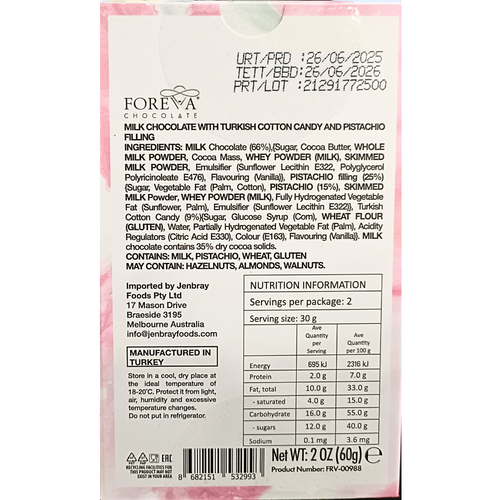 URT/PRD :26/06/2025
TETT/BBD:26/06/2026
PRT/LOT :21291772500
FOREVA
CHOCOLATE
MILK CHOCOLATE WITH TURKISH COTTON CANDY AND PISTACHIO
FILLING
INGREDIENTS: MILK Chocolate (66%),{Sugar, Cocoa Butter, WHOLE
MILK POWDER, Cocoa Mass, WHEY POWDER (MILK), SKIMMED
MILK POWDER, Emulsifier (Sunflower Lecithin E322, Polyglycerol
Polyricinoleate E476), Flavouring (Vanilla)}, PISTACHIO filling (25%)
{Sugar, Vegetable Fat (Palm, Cotton), PISTACHIO (15%), SKIMMED
MILK Powder, WHEY POWDER (MILK), Fully Hydrogenated Vegetable
Fat (Sunflower, Palm), Emulsifier (Sunflower Lecithin E322)}, Turkish
Cotton Candy (9%){Sugar, Glucose Syrup (Corn), WHEAT FLOUR
(GLUTEN), Water, Partially Hydrogenated Vegetable Fat (Palm), Acidity
Regulators (Citric Acid E330), Colour (E163), Flavouring (Vanilla)}. MILK
chocolate contains 35% dry cocoa solids.
CONTAINS: MILK, PISTACHIO, WHEAT, GLUTEN
MAY CONTAIN: HAZELNUTS, ALMONDS, WALNUTS.
Imported by Jenbray
Foods Pty Ltd
17 Mason Drive
Braeside 3195
Melbourne Australia
info@jenbrayfoods.com
MANUFACTURED IN
TURKEY
Store in a cool, dry place at
the ideal temperature of
18-20°C. Protect it from light,
air, humidity and excessive
temperature changes.
Do not put in refrigerator.
NUTRITION INFORMATION
Servings per package: 2
Serving size: 30 g
Ave Quantity per Serving Ave Quantity per 100 g
Energy 695 kJ 2316 kJ
Protein 2.0 g 7.0 g
Fat, total 10.0 g 33.0 g
- saturated 4.0 g 15.0 g
Carbohydrate 16.0 g 55.0 g
- sugars 12.0 g 40.0 g
Sodium 0.1 mg 3.6 mg
EAC
RECYCLING FACILITIES FOR
THIS PRODUCT MAY NOT
EXIST IN YOUR AREA
8 682151 532993
Net WT: 2 OZ (60g) e
Product Number: FRV-00988